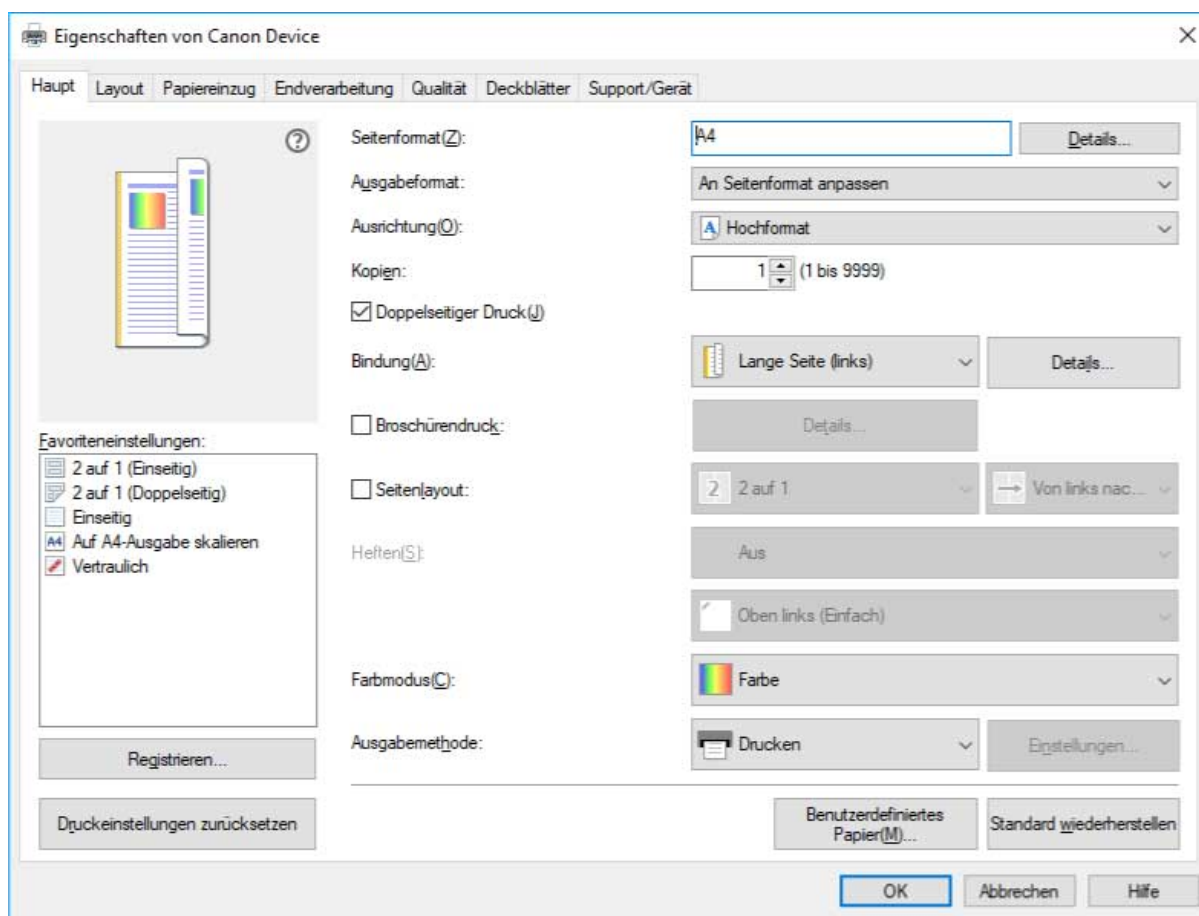 Eigenschaften von Canon Device
Haupt Layout Papiereinzug Endverarbeitung Qualität Deckblätter Support/Gerät
Seitenformat(Z): A4 Details...
Ausgabeformat: An Seitenformat anpassen
Ausrichtung(O): A Hochformat
Kopien: 1 (1 bis 9999)
Doppelseitiger Druck(J)
Bindung(A): Lange Seite (links) Details...
Broschürendruck: Details...
Favoriteneinstellungen:
2 auf 1 (Einseitig)
2 auf 1 (Doppelseitig)
Einseitig
A4 Auf A4-Ausgabe skalieren
Vertraulich
Seitenlayout: 2 2 auf 1 Von links nac...
Heften(S): Aus
Oben links (Einfach)
Farbmodus(C): Farbe
Ausgabemethode: Drucken Einstellungen...
Registrieren...
Druckeinstellungen zurücksetzen
Benutzerdefiniertes
Papier(M)...
Standard wiederherstellen
OK Abbrechen Hilfe